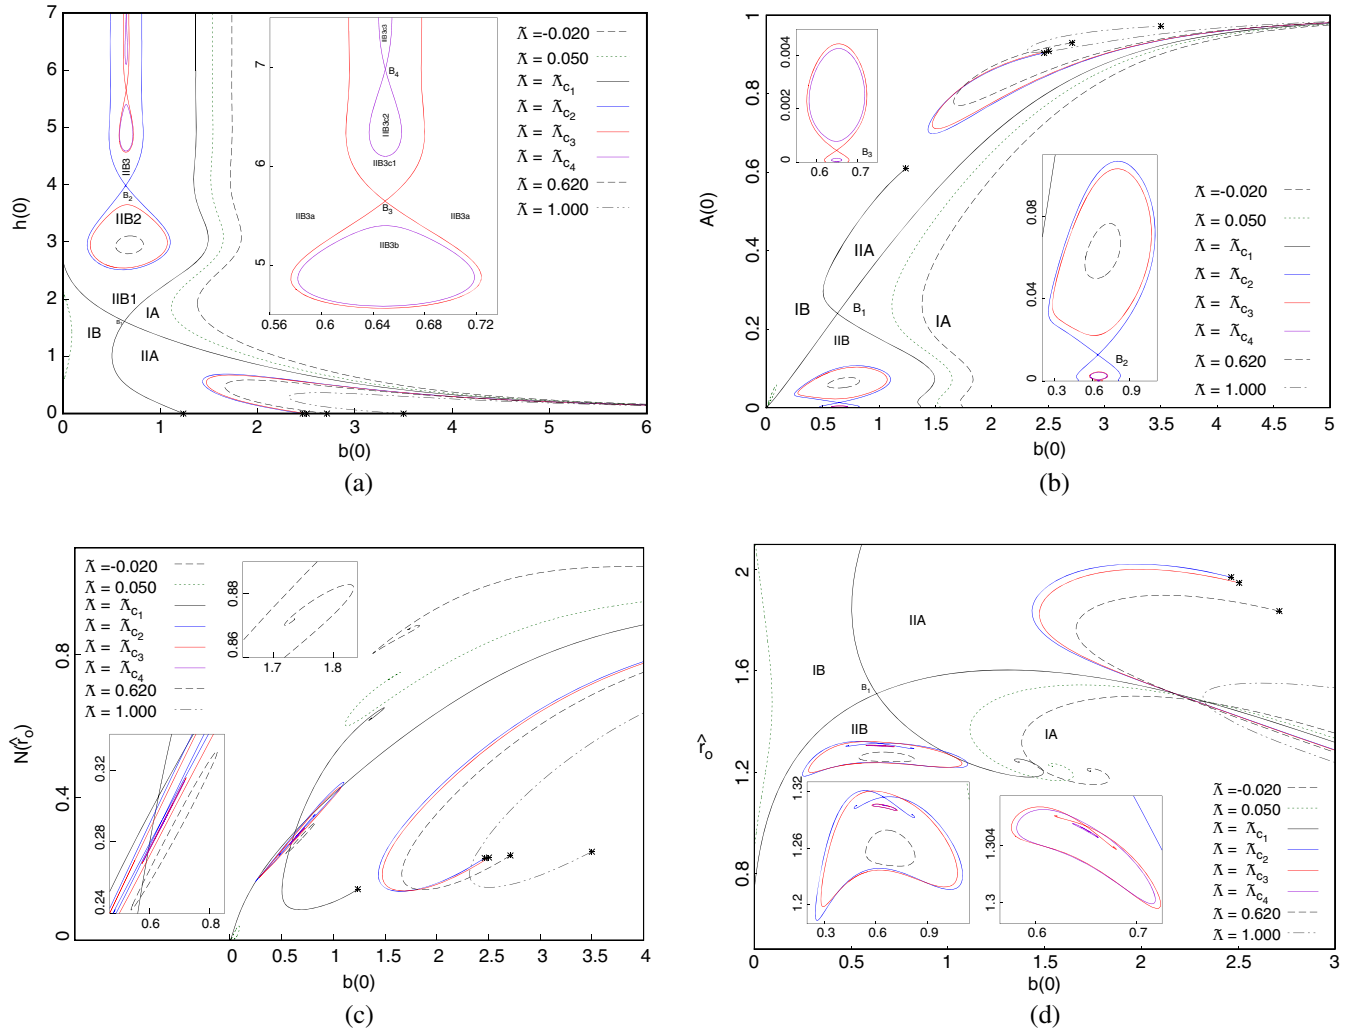 7
6
5
4
3
2
1
0
h(0)
0
1
2
3
4
5
6
b(0)
(a)
IIB3
B2
IIB2
IIB1
B1
IA
IB
IIA
7
6
5
0.56
0.6
0.64
0.68
0.72
IIB3c3
B4
IIB3c2
IIB3c1
B3
IIB3a
IIB3a
IIB3b
Λ̃ =-0.020
Λ̃ = 0.050
Λ̃ = Λ̃c1
Λ̃ = Λ̃c2
Λ̃ = Λ̃c3
Λ̃ = Λ̃c4
Λ̃ = 0.620
Λ̃ = 1.000
1
0.8
0.6
0.4
0.2
0
A(0)
0
0.5
1
1.5
2
2.5
3
3.5
4
4.5
5
b(0)
(b)
0.004
0.002
0
0.6
0.7
B3
IIA
IB
B1
IIB
IA
0.08
0.04
0
0.3
0.6
0.9
B2
Λ̃ =-0.020
Λ̃ = 0.050
Λ̃ = Λ̃c1
Λ̃ = Λ̃c2
Λ̃ = Λ̃c3
Λ̃ = Λ̃c4
Λ̃ = 0.620
Λ̃ = 1.000
Λ̃ =-0.020
Λ̃ = 0.050
Λ̃ = Λ̃c1
Λ̃ = Λ̃c2
Λ̃ = Λ̃c3
Λ̃ = Λ̃c4
Λ̃ = 0.620
Λ̃ = 1.000
0.88
0.86
1.7
1.8
0.8
0.4
0
N(r̂o)
0.32
0.28
0.24
0.6
0.8
0
0.5
1
1.5
2
2.5
3
3.5
4
b(0)
(c)
2
1.6
1.2
0.8
r̂o
IIA
IB
B1
IIB
IA
1.32
1.26
1.2
0.3
0.6
0.9
1.304
1.3
0.6
0.7
Λ̃ =-0.020
Λ̃ = 0.050
Λ̃ = Λ̃c1
Λ̃ = Λ̃c2
Λ̃ = Λ̃c3
Λ̃ = Λ̃c4
Λ̃ = 0.620
Λ̃ = 1.000
0
0.5
1
1.5
2
2.5
3
b(0)
(d)